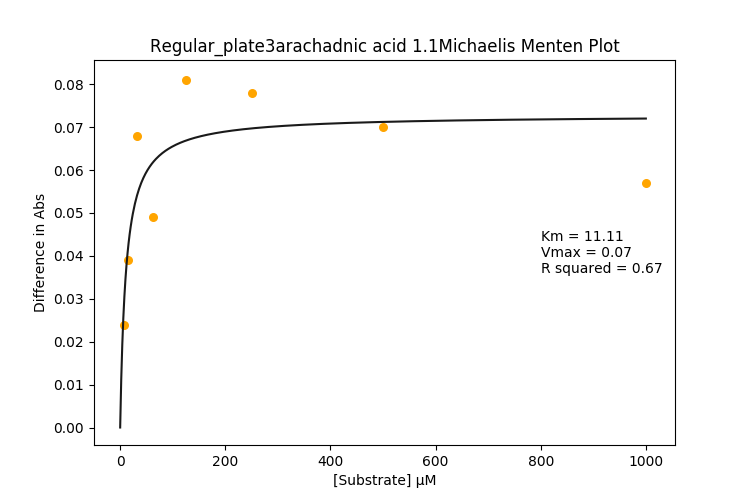 Regular_plate3arachadnic acid 1.1Michaelis Menten Plot
0.08
0.07
0.06
0.05
0.04
0.03
0.02
0.01
0.00
Difference in Abs
Km = 11.11
Vmax = 0.07
R squared = 0.67
0 200 400 600 800 1000
[Substrate] μM